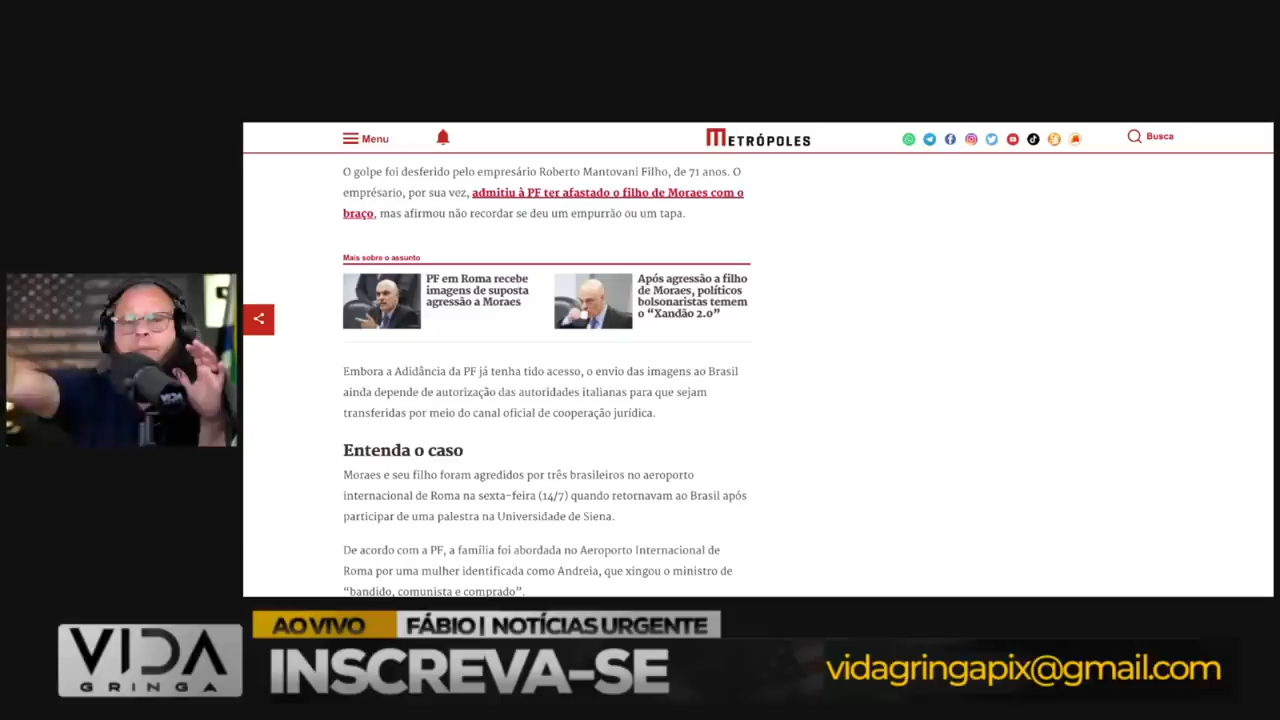 Menu
METRÓPOLES
Busca
O golpe foi desferido pelo empresário Roberto Mantovani Filho, de 71 anos. O
emprésario, por sua vez, admitiu à PF ter afastado o filho de Moraes com o
braço, mas afirmou não recordar se deu um empurrão ou um tapa.
Mais sobre o assunto
PF em Roma recebe
imagens de suposta
agressão a Moraes
Após agressão a filho
de Moraes, políticos
bolsonaristas temem
o “Xandão 2.0”
Embora a Adidância da PF já tenha tido acesso, o envio das imagens ao Brasil
ainda depende de autorização das autoridades italianas para que sejam
transferidas por meio do canal oficial de cooperação jurídica.
Entenda o caso
Moraes e seu filho foram agredidos por três brasileiros no aeroporto
internacional de Roma na sexta-feira (14/7) quando retornavam ao Brasil após
participar de uma palestra na Universidade de Siena.
De acordo com a PF, a família foi abordada no Aeroporto Internacional de
Roma por uma mulher identificada como Andreia, que xingou o ministro de
“bandido, comunista e comprado”.
VIDA
AO VIVO
FÁBIO | NOTÍCIAS URGENTE
VIDA
GRINGA
INSCREVA-SE
vidagringapix@gmail.com